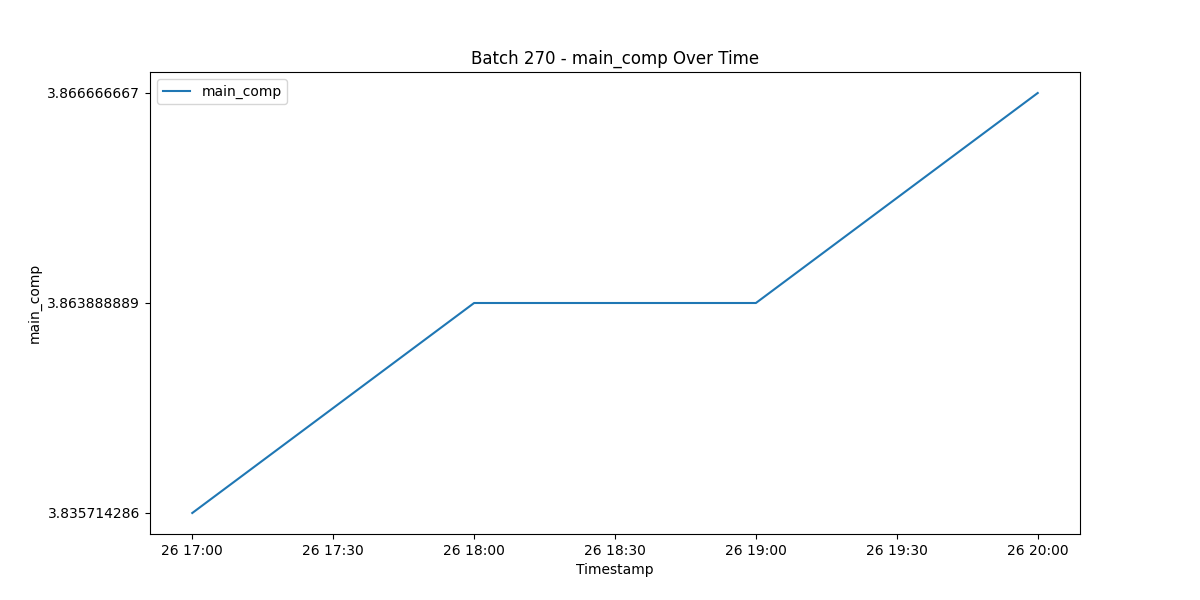 Batch 270 - main_comp Over Time
main_comp
3.866666667
3.863888889
3.835714286
main_comp
26 17:00
26 17:30
26 18:00
26 18:30
26 19:00
26 19:30
26 20:00
Timestamp